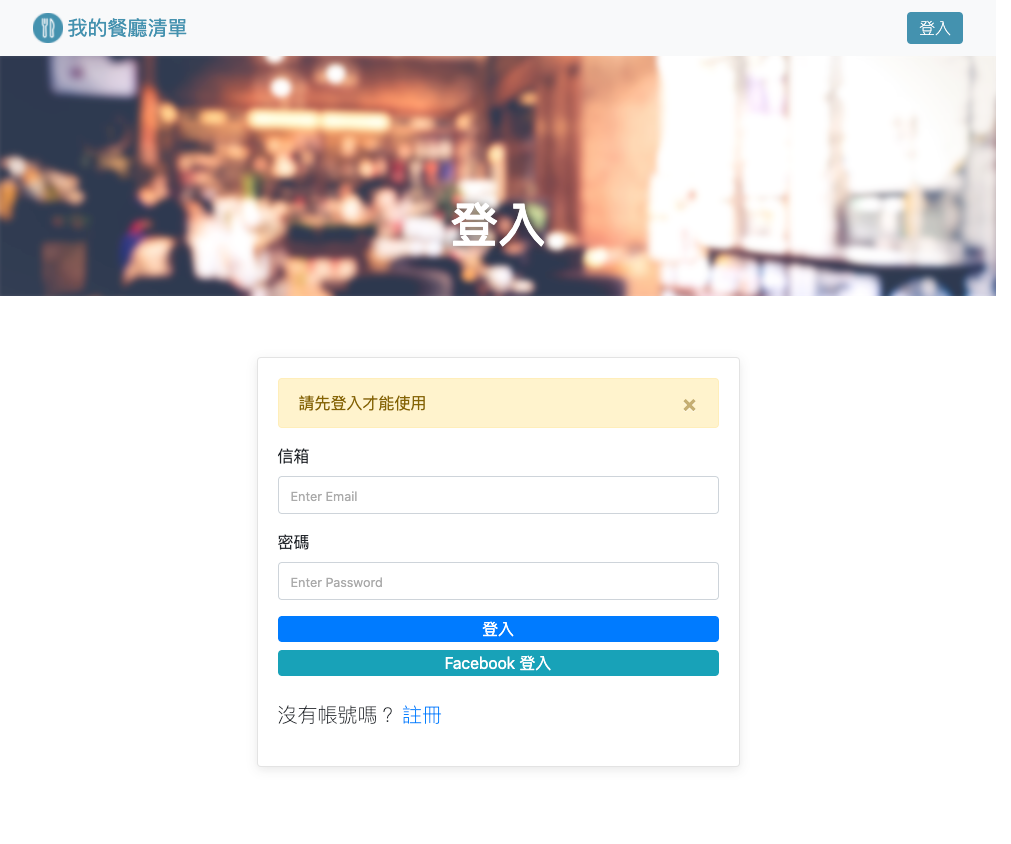 我的餐廳清單
登入
登入
請先登入才能使用 ×
信箱
Enter Email
密碼
Enter Password
登入
Facebook 登入
沒有帳號嗎？ 註冊